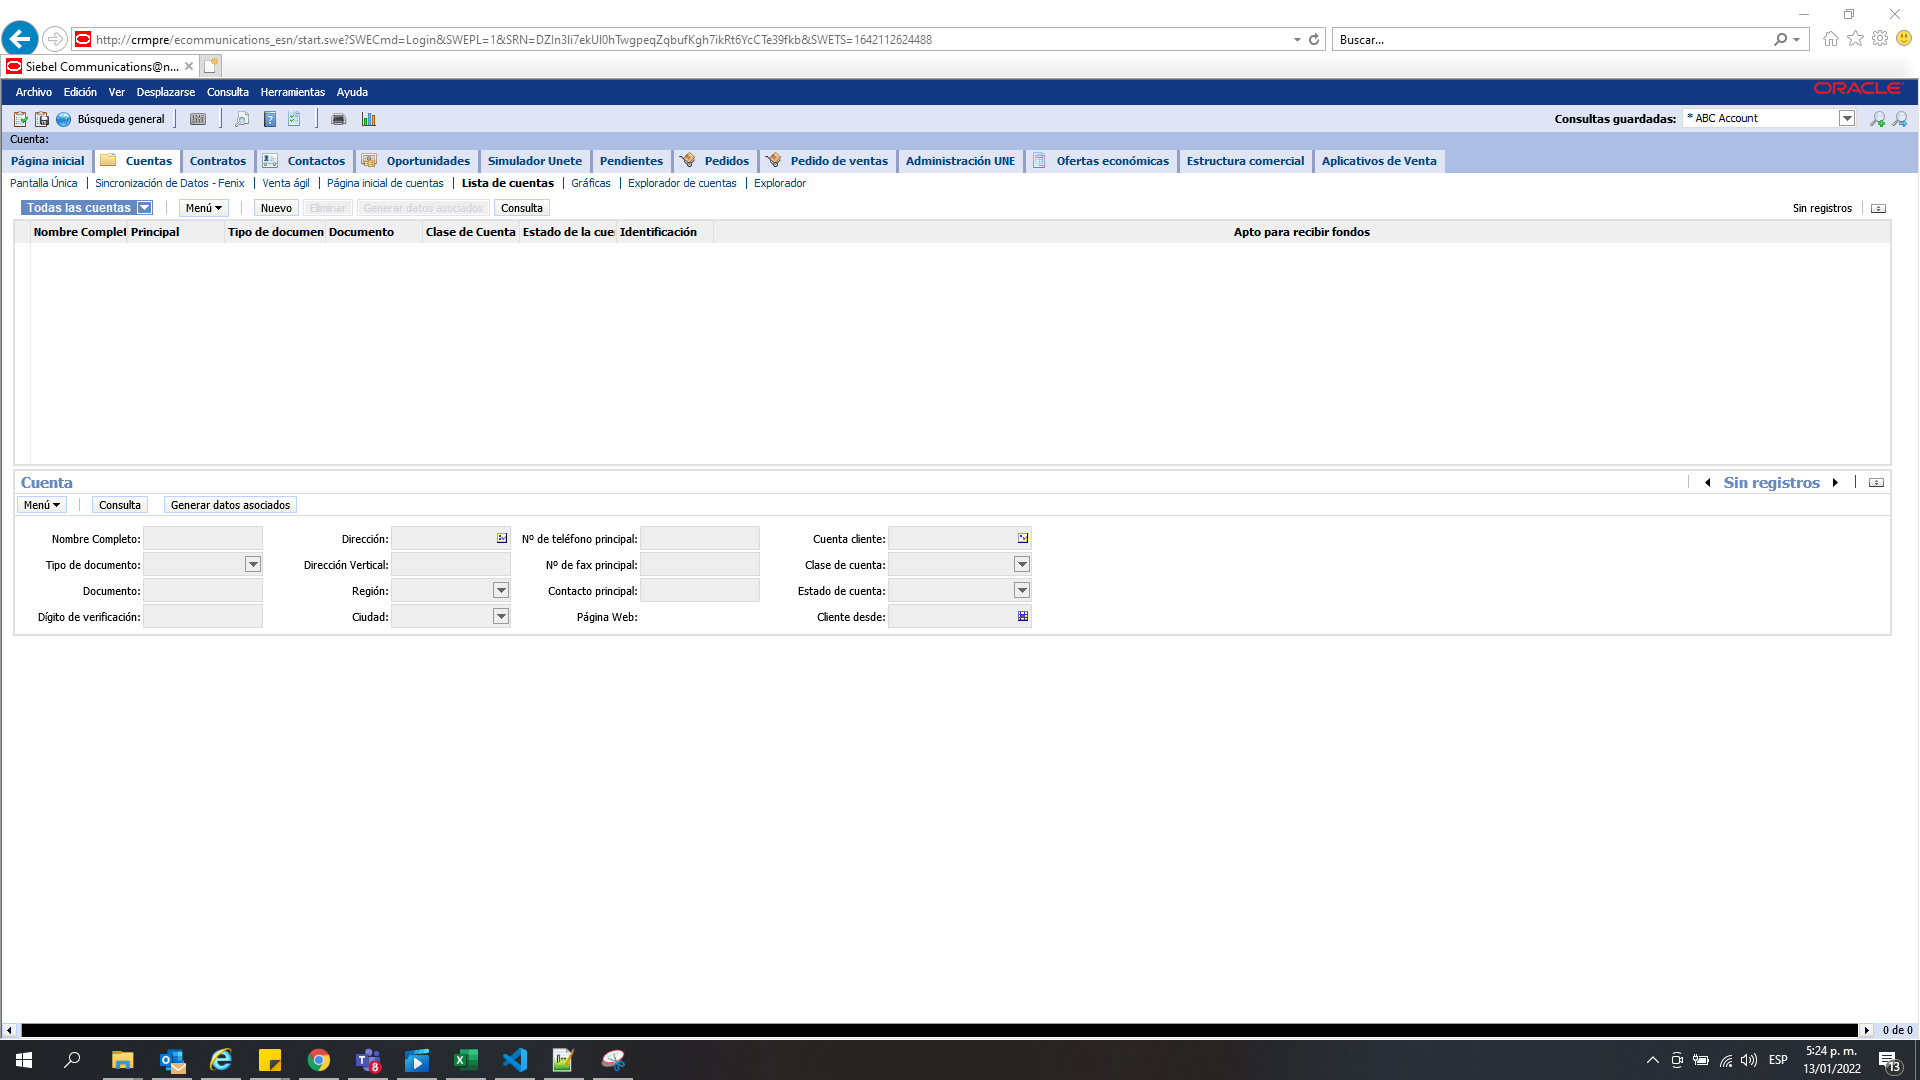 http://crmpre/ecommunications_esn/start.swe?SWECmd=Login&SWEPL=1&SRN=DZIn3li7ekUI0hTwgpeqZqbufKgh7ikRt6YcCTe39fkb&SWETS=1642112624488
Buscar...
Siebel Communications@n...
Archivo Edición Ver Desplazarse Consulta Herramientas Ayuda
ORACLE
Búsqueda general
Consultas guardadas: * ABC Account
Cuenta:
Página inicial Cuentas Contratos Contactos Oportunidades Simulador Unete Pendientes Pedidos Pedido de ventas Administración UNE Ofertas económicas Estructura comercial Aplicativos de Venta
Pantalla Única Sincronización de Datos - Fenix Venta ágil Página inicial de cuentas Lista de cuentas Gráficas Explorador de cuentas Explorador
Todas las cuentas Menú Nuevo Eliminar Generar datos asociados Consulta Sin registros
Nombre Complet Principal Tipo de documen Documento Clase de Cuenta Estado de la cue Identificación Apto para recibir fondos
Cuenta Sin registros
Menú Consulta Generar datos asociados
Nombre Completo: Dirección: Nº de teléfono principal: Cuenta cliente:
Tipo de documento: Dirección Vertical: Nº de fax principal: Clase de cuenta:
Documento: Región: Contacto principal: Estado de cuenta:
Dígito de verificación: Ciudad: Página Web: Cliente desde:
0 de 0
8
ESP
5:24 p. m.
13/01/2022
13